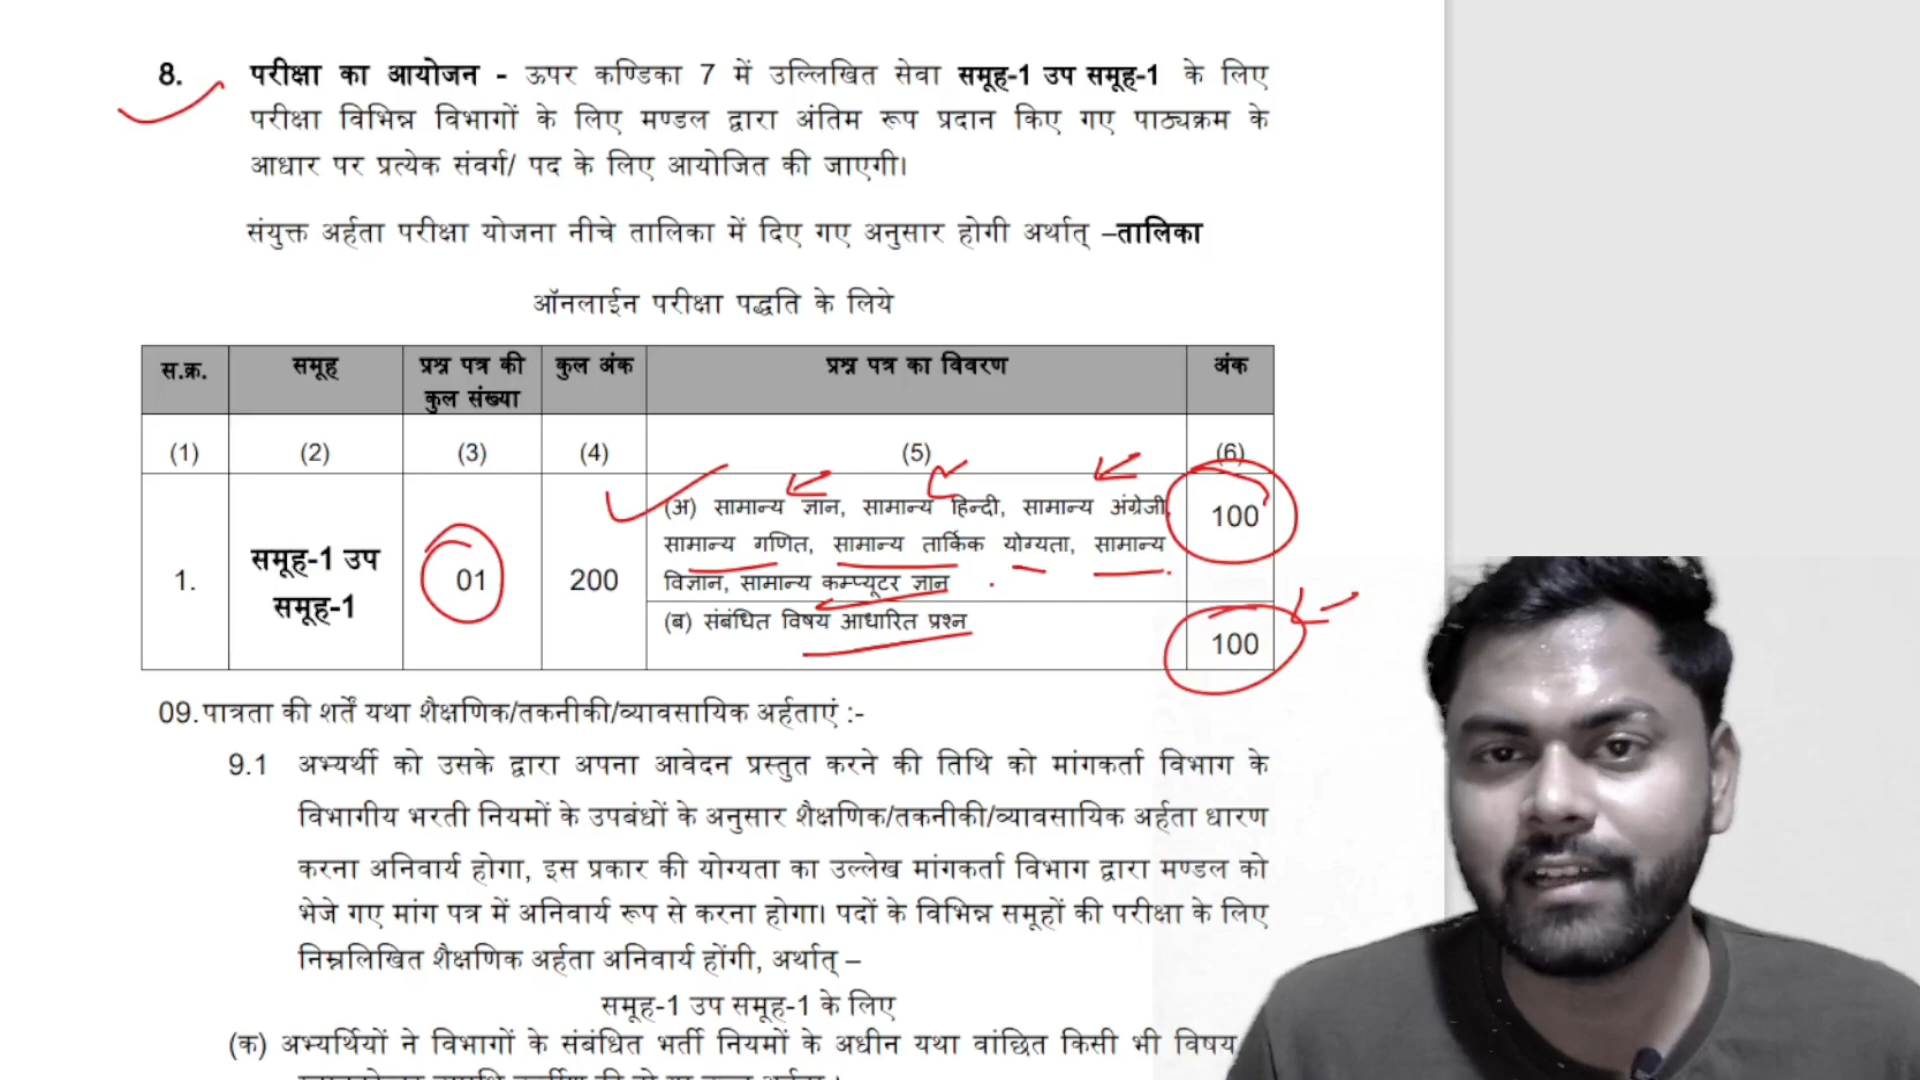 8. परीक्षा का आयोजन - ऊपर कण्डिका 7 में उल्लिखित सेवा समूह-1 उप समूह-1 के लिए
परीक्षा विभिन्न विभागों के लिए मण्डल द्वारा अंतिम रूप प्रदान किए गए पाठ्यक्रम के
आधार पर प्रत्येक संवर्ग/ पद के लिए आयोजित की जाएगी।
संयुक्त अर्हता परीक्षा योजना नीचे तालिका में दिए गए अनुसार होगी अर्थात् –तालिका
ऑनलाईन परीक्षा पद्धति के लिये
स.क्र. समूह प्रश्न पत्र की कुल अंक प्रश्न पत्र का विवरण अंक
कुल संख्या
(1) (2) (3) (4) (5) (6)
(अ) सामान्य ज्ञान, सामान्य हिन्दी, सामान्य अंग्रेजी, 100
सामान्य गणित, सामान्य तार्किक योग्यता, सामान्य
1. समूह-1 उप 01 200 विज्ञान, सामान्य कम्प्यूटर ज्ञान
समूह-1 (ब) संबंधित विषय आधारित प्रश्न 100
09.पात्रता की शर्तें यथा शैक्षणिक/तकनीकी/व्यावसायिक अर्हताएं :-
9.1 अभ्यर्थी को उसके द्वारा अपना आवेदन प्रस्तुत करने की तिथि को मांगकर्ता विभाग के
विभागीय भरती नियमों के उपबंधों के अनुसार शैक्षणिक/तकनीकी/व्यावसायिक अर्हता धारण
करना अनिवार्य होगा, इस प्रकार की योग्यता का उल्लेख मांगकर्ता विभाग द्वारा मण्डल को
भेजे गए मांग पत्र में अनिवार्य रूप से करना होगा। पदों के विभिन्न समूहों की परीक्षा के लिए
निम्नलिखित शैक्षणिक अर्हता अनिवार्य होंगी, अर्थात् –
समूह-1 उप समूह-1 के लिए
(क) अभ्यर्थियों ने विभागों के संबंधित भर्ती नियमों के अधीन यथा वांछित किसी भी विषय